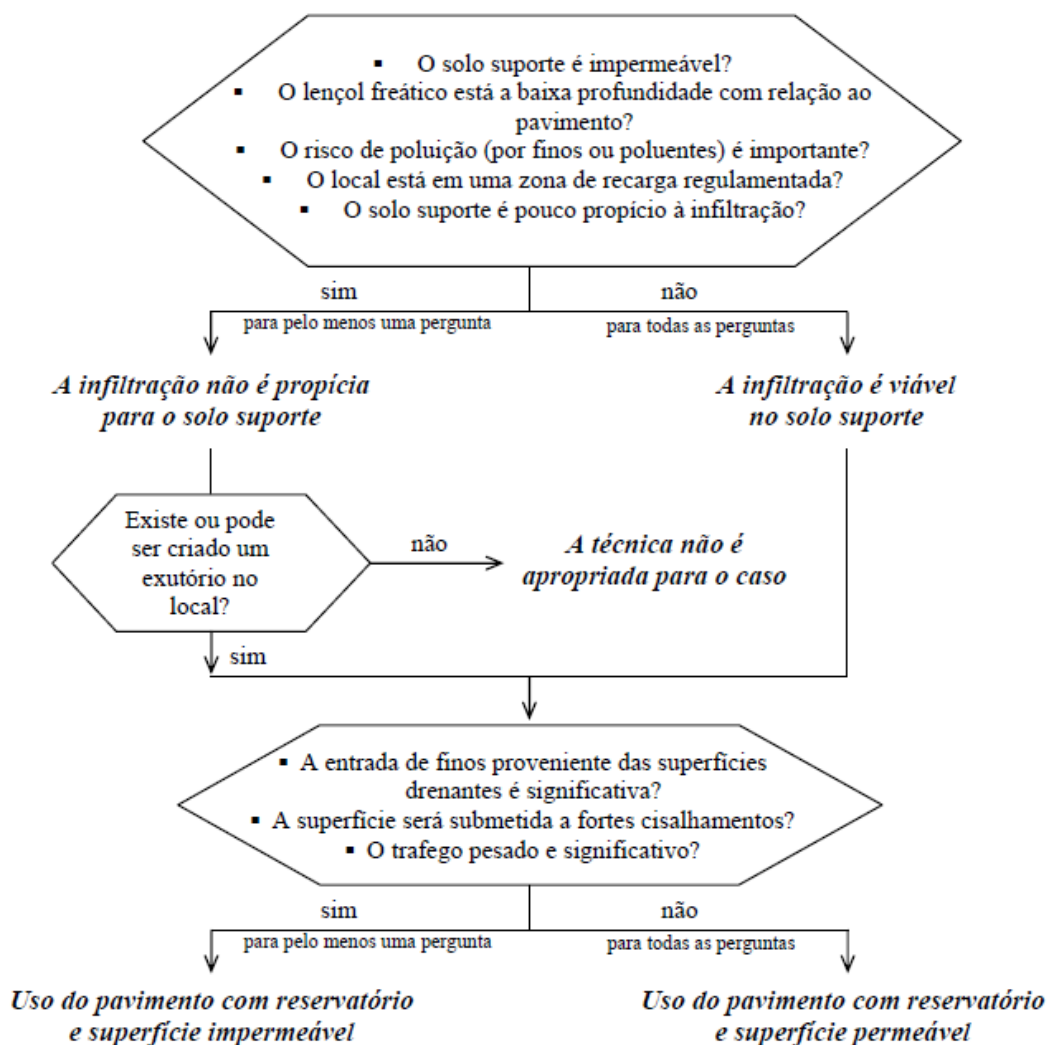 ▪ O solo suporte é impermeável?
▪ O lençol freático está a baixa profundidade com relação ao
pavimento?
▪ O risco de poluição (por finos ou poluentes) é importante?
▪ O local está em uma zona de recarga regulamentada?
▪ O solo suporte é pouco propício à infiltração?
sim
não
para pelo menos uma pergunta
para todas as perguntas
A infiltração não é propícia
para o solo suporte
A infiltração é viável
no solo suporte
Existe ou pode
ser criado um
exutório no
local?
não
A técnica não é
apropriada para o caso
sim
▪ A entrada de finos proveniente das superfícies
drenantes é significativa?
▪ A superfície será submetida a fortes cisalhamentos?
▪ O trafego pesado e significativo?
sim
não
para pelo menos uma pergunta
para todas as perguntas
Uso do pavimento com reservatório
e superfície impermeável
Uso do pavimento com reservatório
e superfície permeável